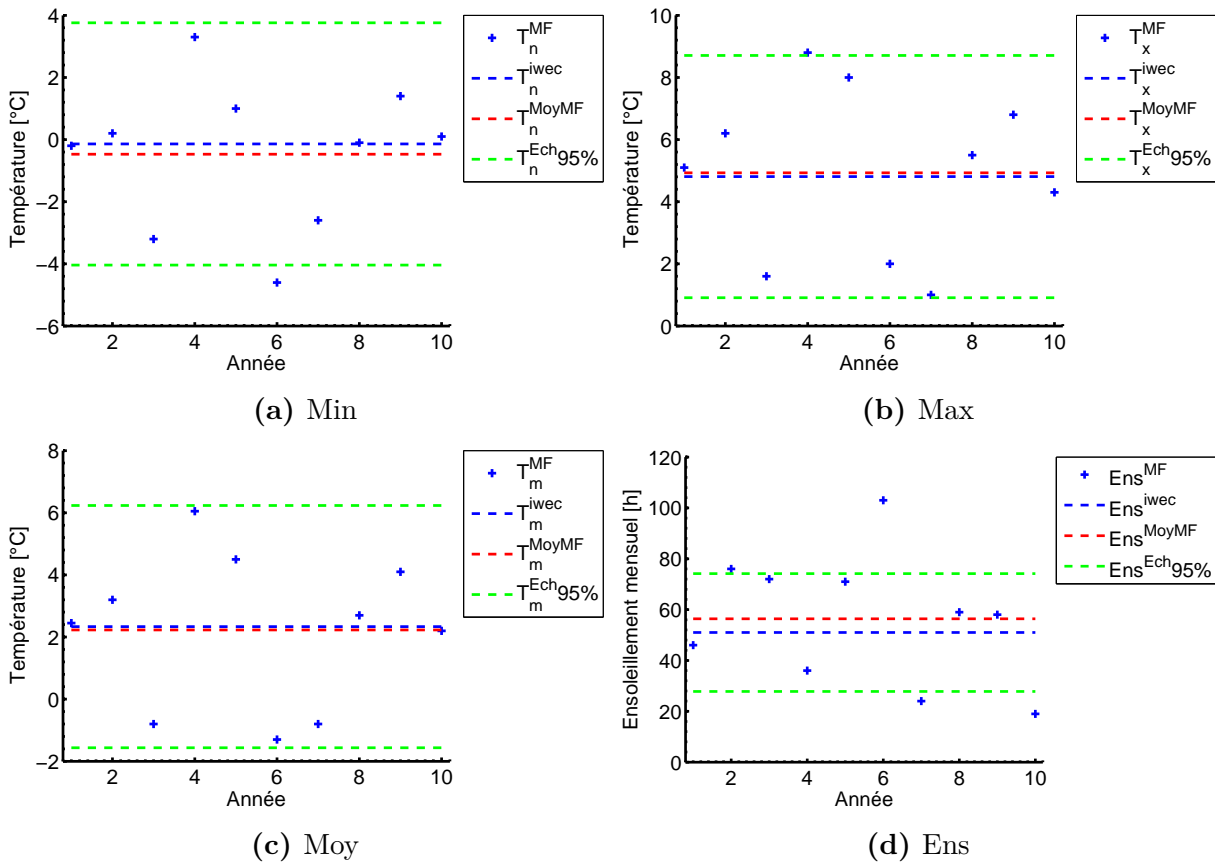 4
2
0
−2
−4
−6
2 4 6 8 10
Température [°C]
Année
T_n^MF
T_n^iwec
T_n^MoyMF
T_n^Ech95%
(a) Min
10
8
6
4
2
0
2 4 6 8 10
Température [°C]
Année
T_x^MF
T_x^iwec
T_x^MoyMF
T_x^Ech95%
(b) Max
8
6
4
2
0
−2
2 4 6 8 10
Température [°C]
Année
T_m^MF
T_m^iwec
T_m^MoyMF
T_m^Ech95%
(c) Moy
120
100
80
60
40
20
0
2 4 6 8 10
Ensoleillement mensuel [h]
Année
Ens^MF
Ens^iwec
Ens^MoyMF
Ens^Ech95%
(d) Ens